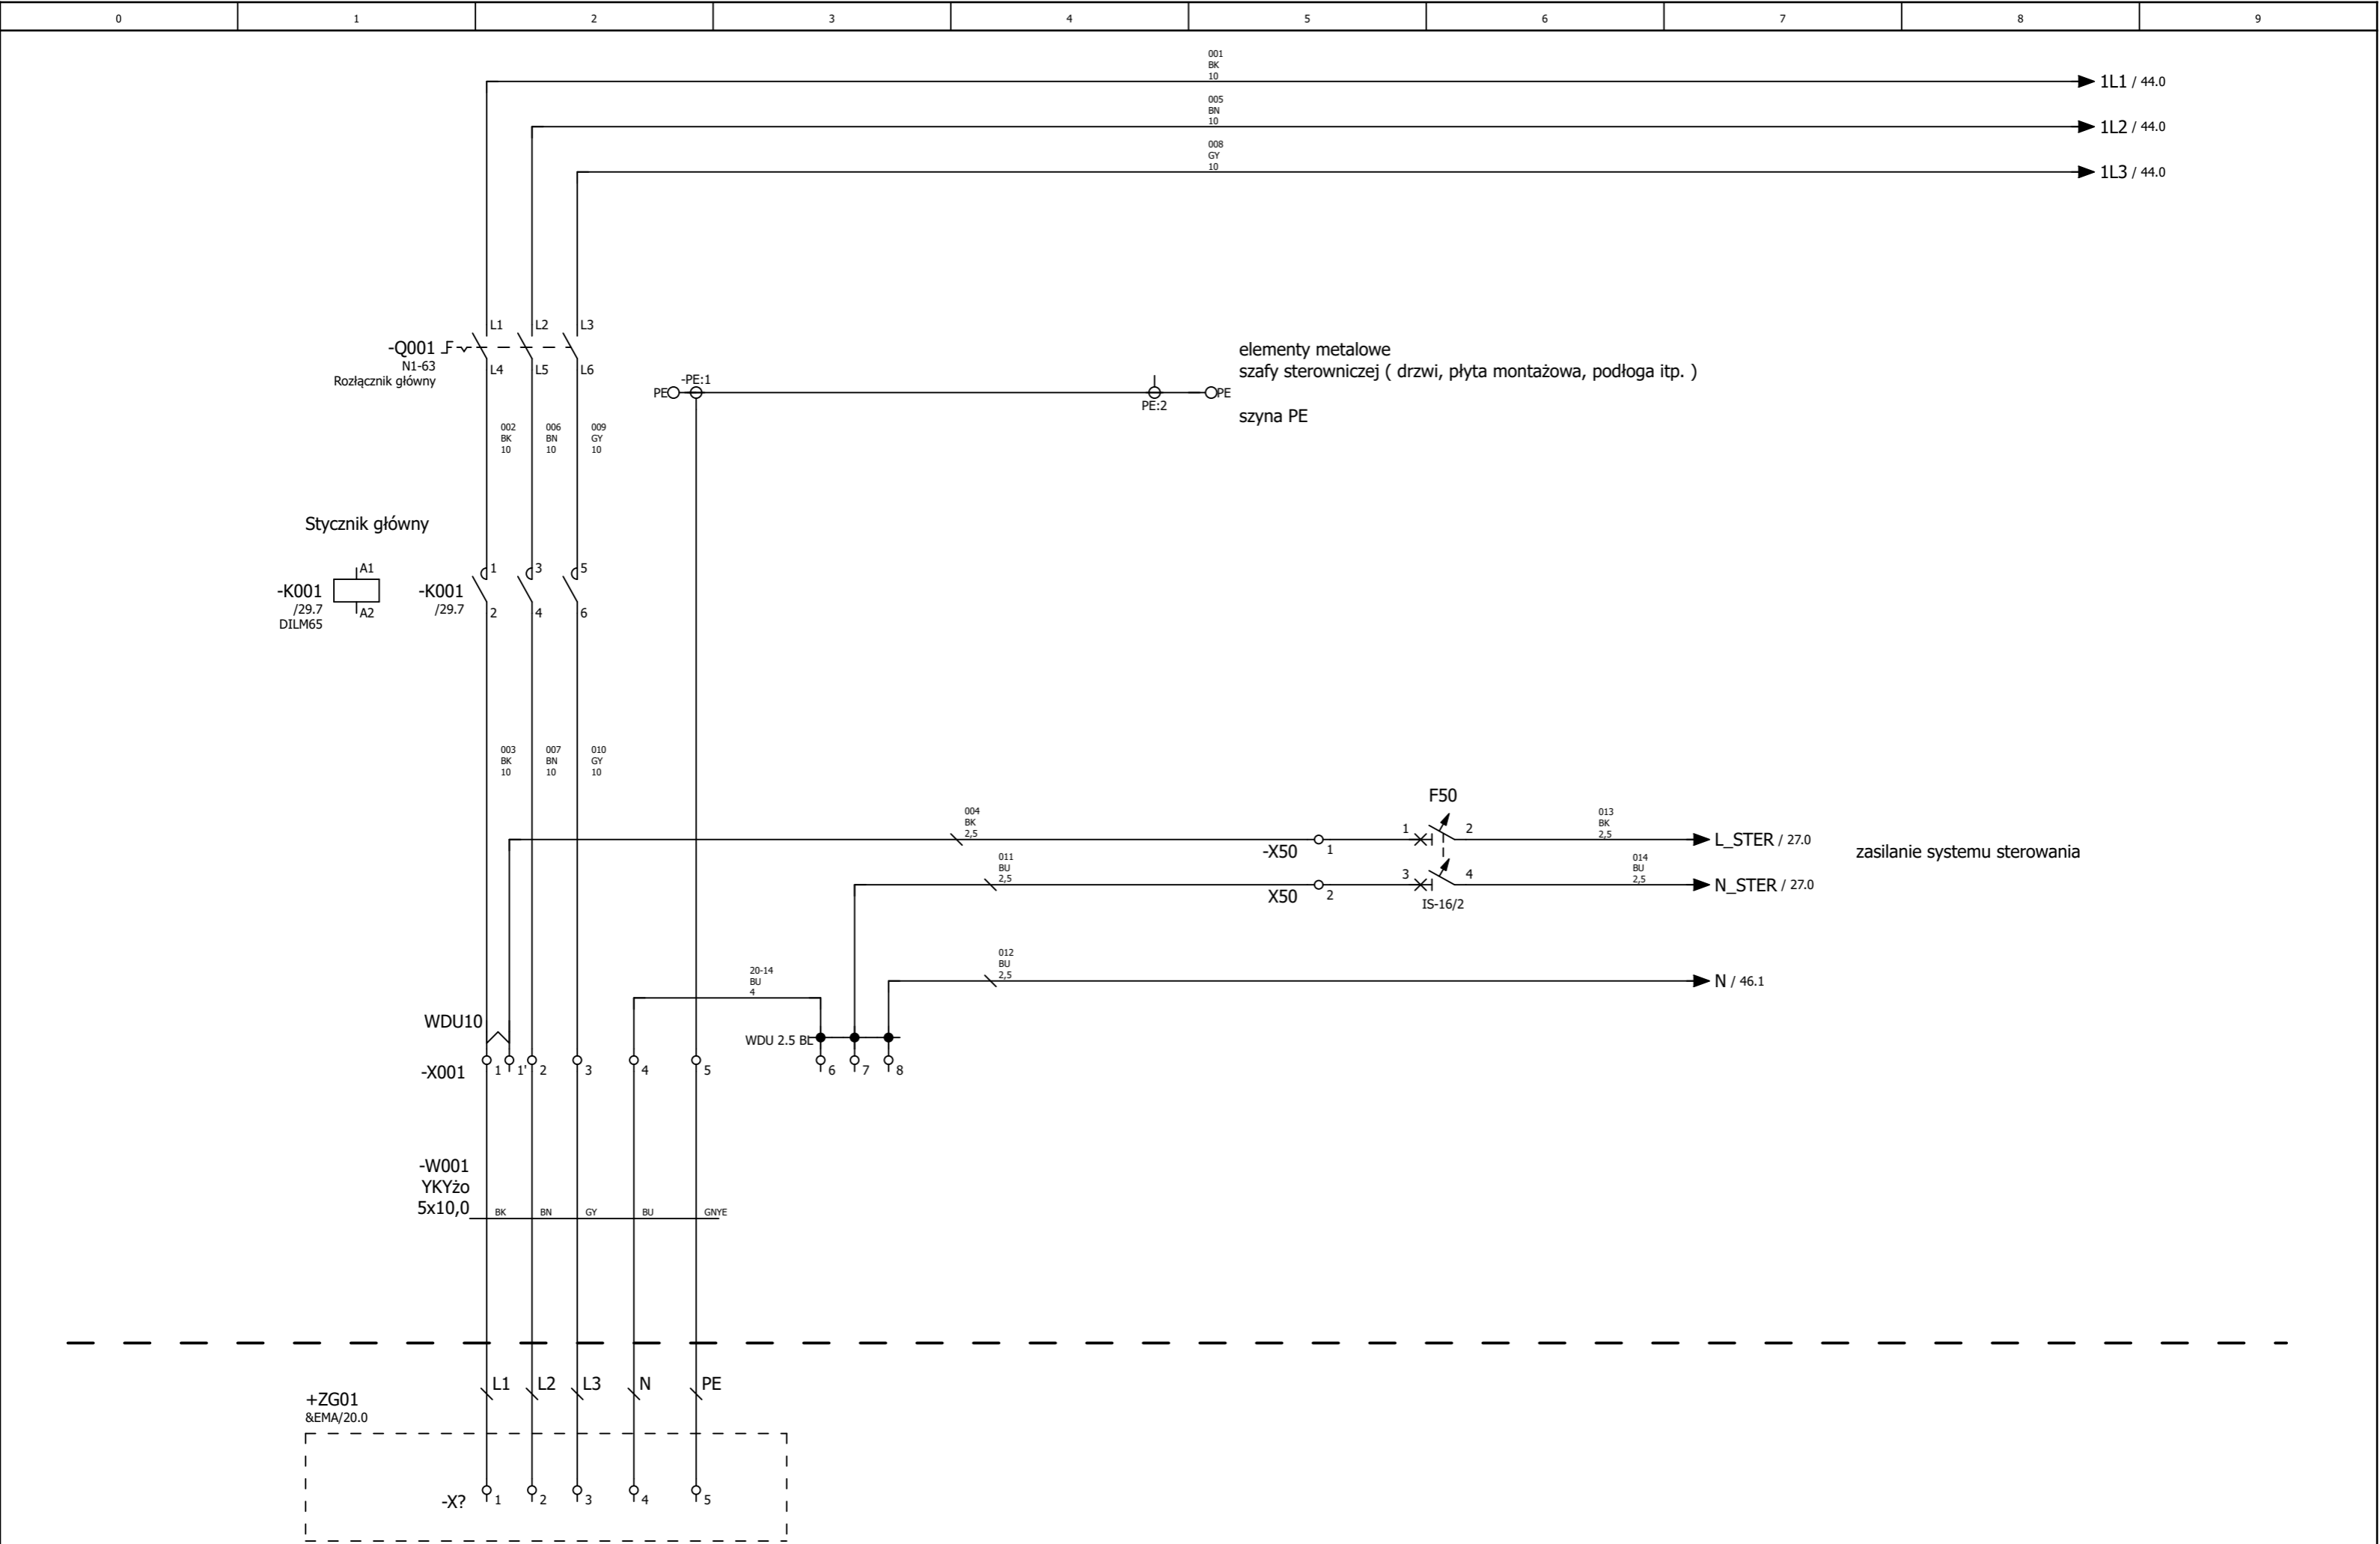 0 1 2 3 4 5 6 7 8 9
001
BK
10
1L1 / 44.0
005
BN
10
1L2 / 44.0
008
GY
10
1L3 / 44.0
L1 L2 L3
-Q001
N1-63
Rozłącznik główny
L4 L5 L6
elementy metalowe
szafy sterowniczej ( drzwi, płyta montażowa, podłoga itp. )
-PE:1
PE
PE
PE:2
szyna PE
002 006 009
BK BN GY
10 10 10
Stycznik główny
A1
-K001
/29.7
DILM65
A2
-K001
/29.7
1 3 5
2 4 6
003 007 010
BK BN GY
10 10 10
F50
004
BK
2,5
-X50 1
1 2
013
BK
2,5
L_STER / 27.0
zasilanie systemu sterowania
011
BU
2,5
X50 2
3 4
IS-16/2
014
BU
2,5
N_STER / 27.0
012
BU
2,5
N / 46.1
20-14
BU
4
WDU10
WDU 2.5 BL
-X001 1 1' 2 3 4 5 6 7 8
-W001
YKYżo
5x10,0
BK BN GY BU GNYE
L1 L2 L3 N PE
+ZG01
&EMA/20.0
-X? 1 2 3 4 5